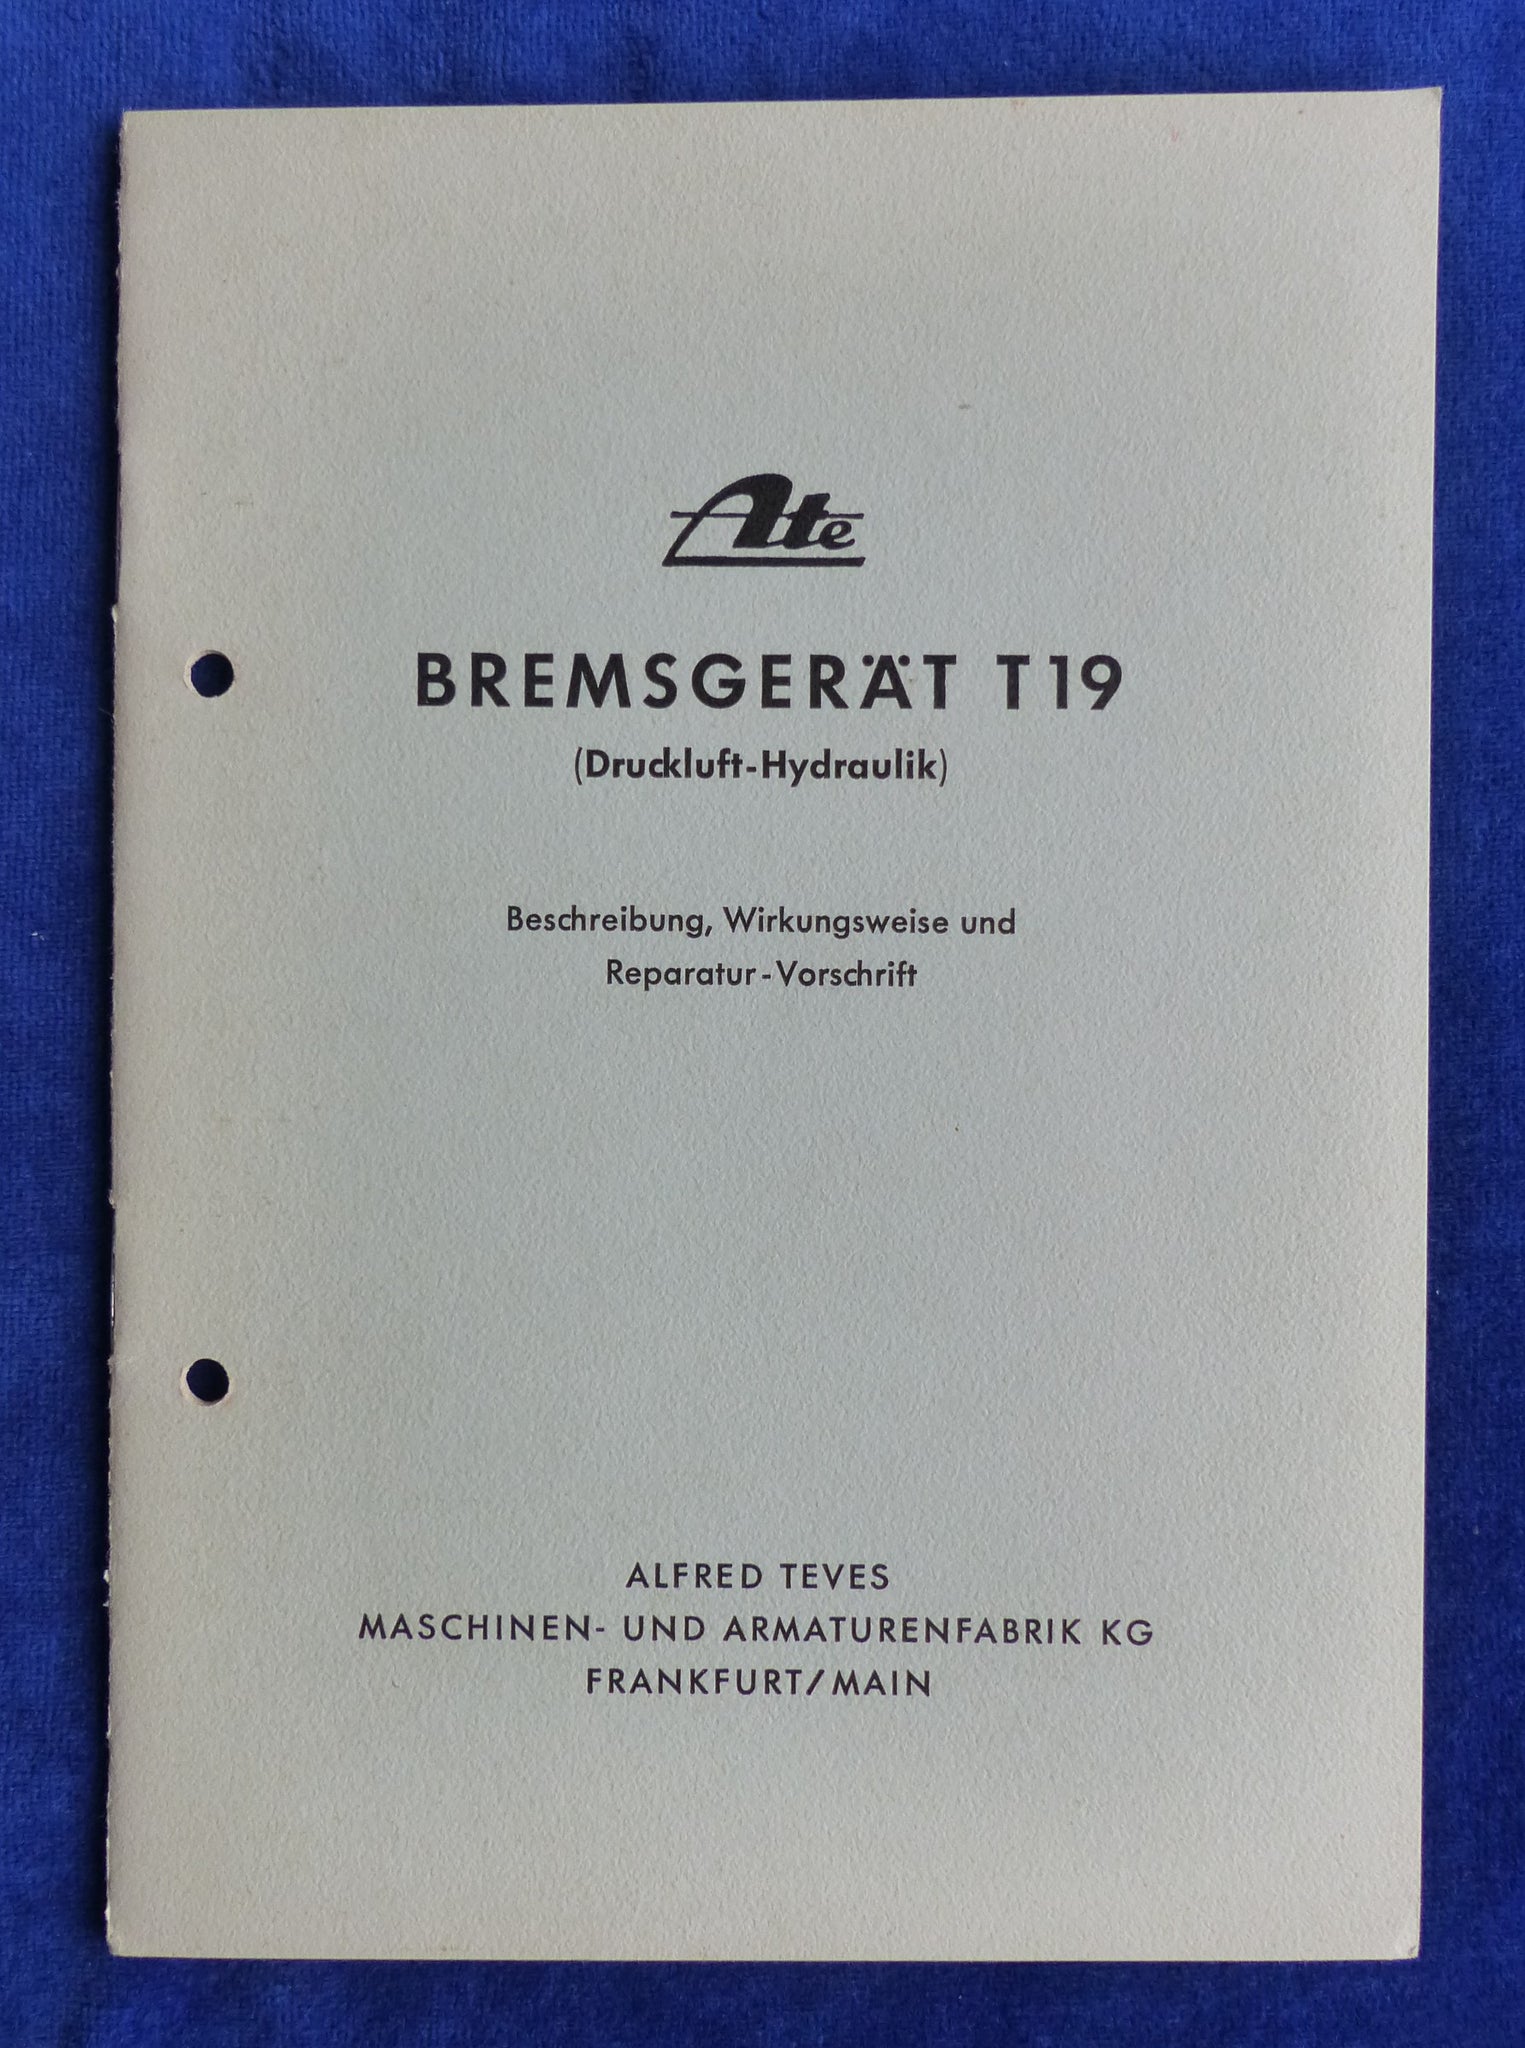 Ate
BREMSGERÄT T19
(Druckluft-Hydraulik)
Beschreibung, Wirkungsweise und
Reparatur-Vorschrift
ALFRED TEVES
MASCHINEN- UND ARMATURENFABRIK KG
FRANKFURT/MAIN